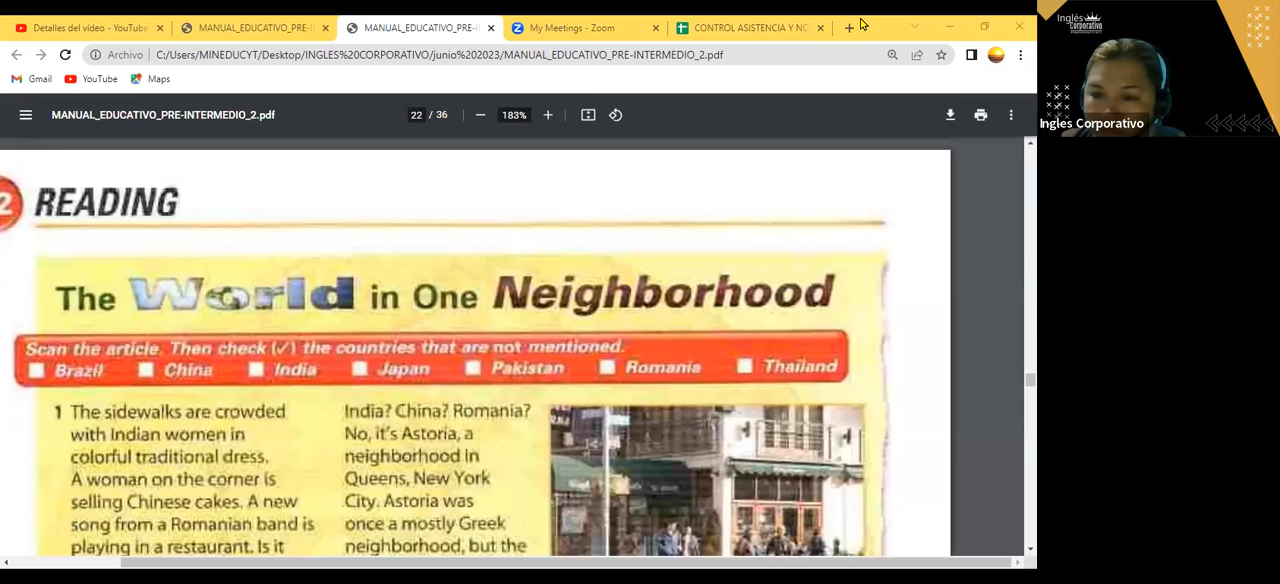 Detalles del vídeo - YouTube
MANUAL_EDUCATIVO_PRE-IN
MANUAL_EDUCATIVO_PRE-IN
My Meetings - Zoom
CONTROL ASISTENCIA Y NO
Archivo
C:/Users/MINEDUCYT/Desktop/INGLES%20CORPORATIVO/junio%202023/MANUAL_EDUCATIVO_PRE-INTERMEDIO_2.pdf
Gmail
YouTube
Maps
MANUAL_EDUCATIVO_PRE-INTERMEDIO_2.pdf
22 / 36
183%
2 READING
The World in One Neighborhood
Scan the article. Then check (✓) the countries that are not mentioned.
Brazil China India Japan Pakistan Romania Thailand
1 The sidewalks are crowded
with Indian women in
colorful traditional dress.
A woman on the corner is
selling Chinese cakes. A new
song from a Romanian band is
playing in a restaurant. Is it
India? China? Romania?
No, it's Astoria, a
neighborhood in
Queens, New York
City. Astoria was
once a mostly Greek
neighborhood, but the
Inglés
Corporativo
Ingles Corporativo